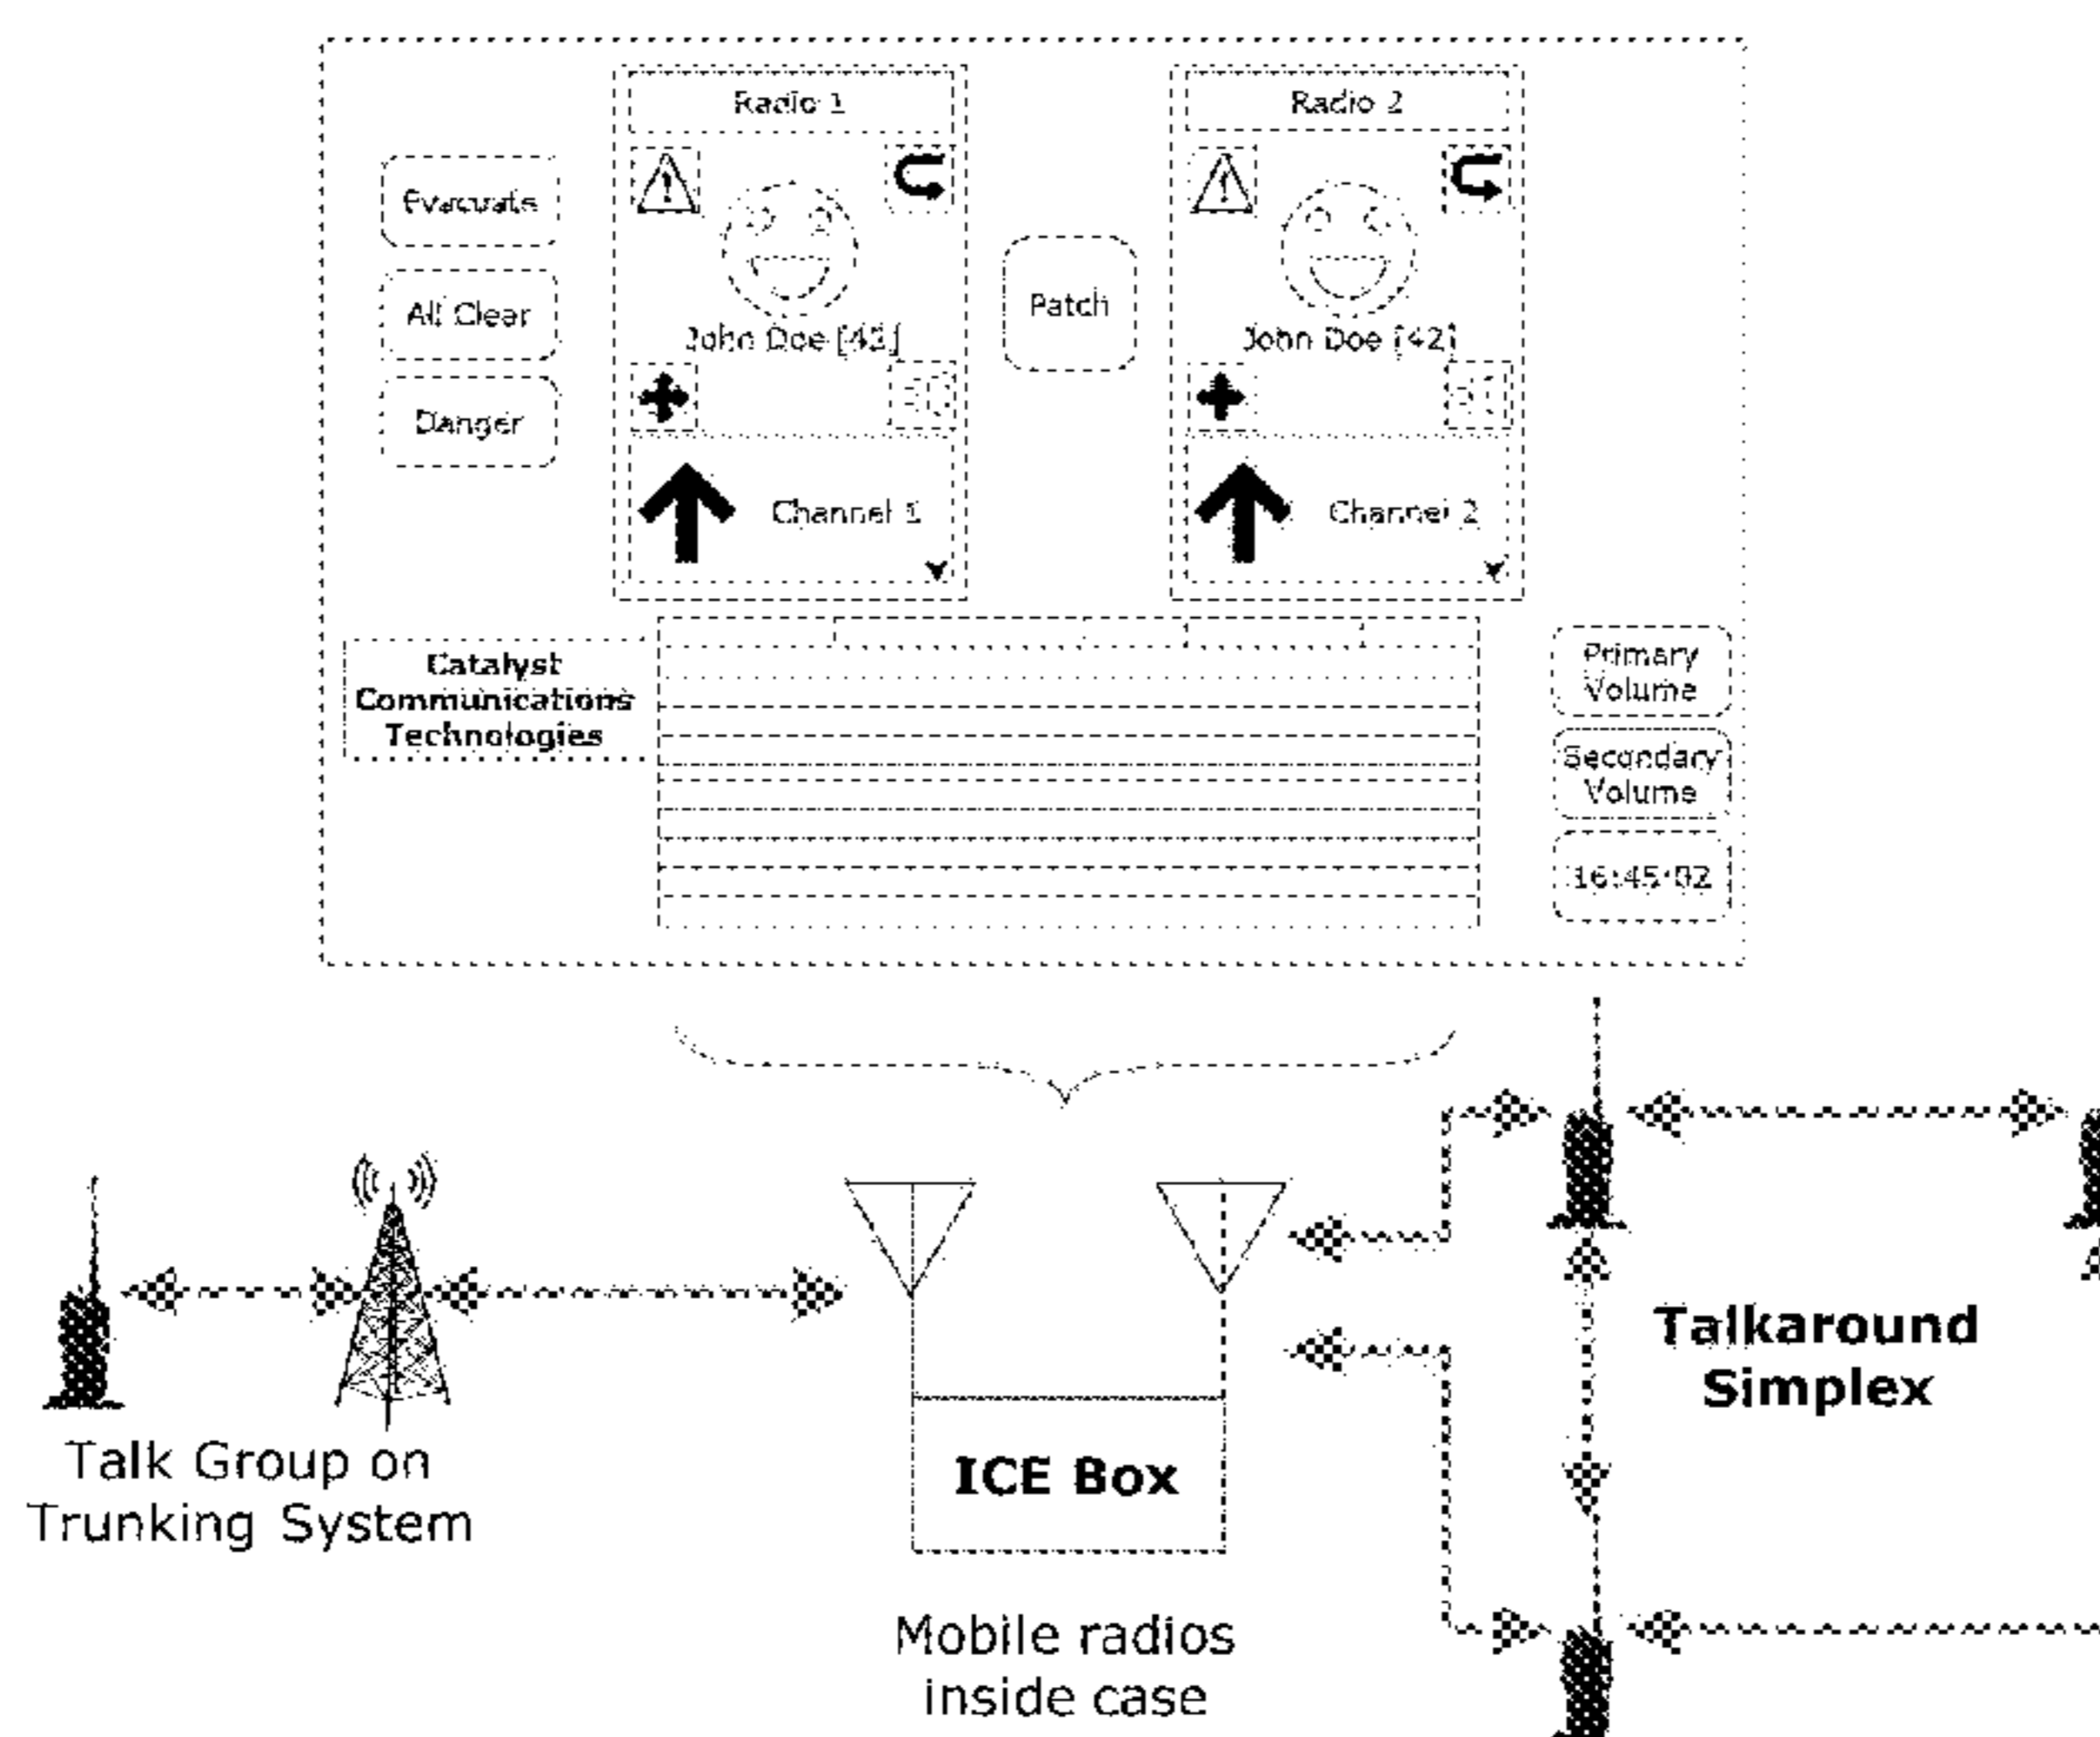 Radio 1
Radio 2
Evacuate
All Clear
Danger
John Doe [42]
Patch
John Doe [42]
Channel 1
Channel 2
Catalyst
Communications
Technologies
Primary
Volume
Secondary
Volume
16:45:02
Talk Group on
Trunking System
ICE Box
Mobile radios
inside case
Talkaround
Simplex